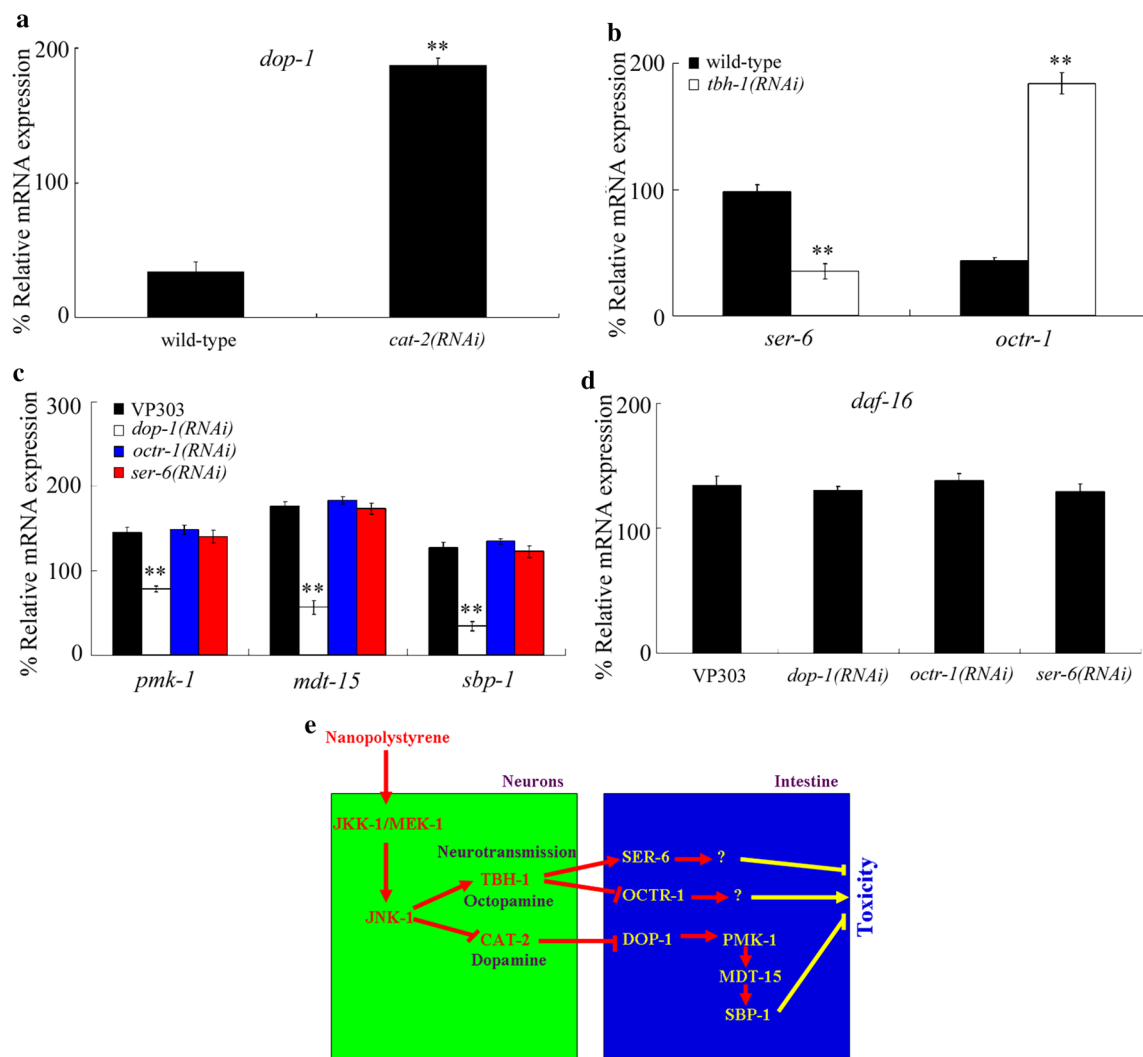 a
% Relative mRNA expression
200
100
0
dop-1
**
wild-type
cat-2(RNAi)
b
% Relative mRNA expression
200
100
0
wild-type
tbh-1(RNAi)
**
**
ser-6
octr-1
c
% Relative mRNA expression
300
200
100
0
VP303
dop-1(RNAi)
octr-1(RNAi)
ser-6(RNAi)
**
**
**
pmk-1
mdt-15
sbp-1
d
% Relative mRNA expression
200
100
0
daf-16
VP303
dop-1(RNAi)
octr-1(RNAi)
ser-6(RNAi)
e
Nanopolystyrene
Neurons
Intestine
JKK-1/MEK-1
Neurotransmission
TBH-1
Octopamine
JNK-1
CAT-2
Dopamine
SER-6
?
OCTR-1
?
DOP-1
PMK-1
MDT-15
SBP-1
Toxicity